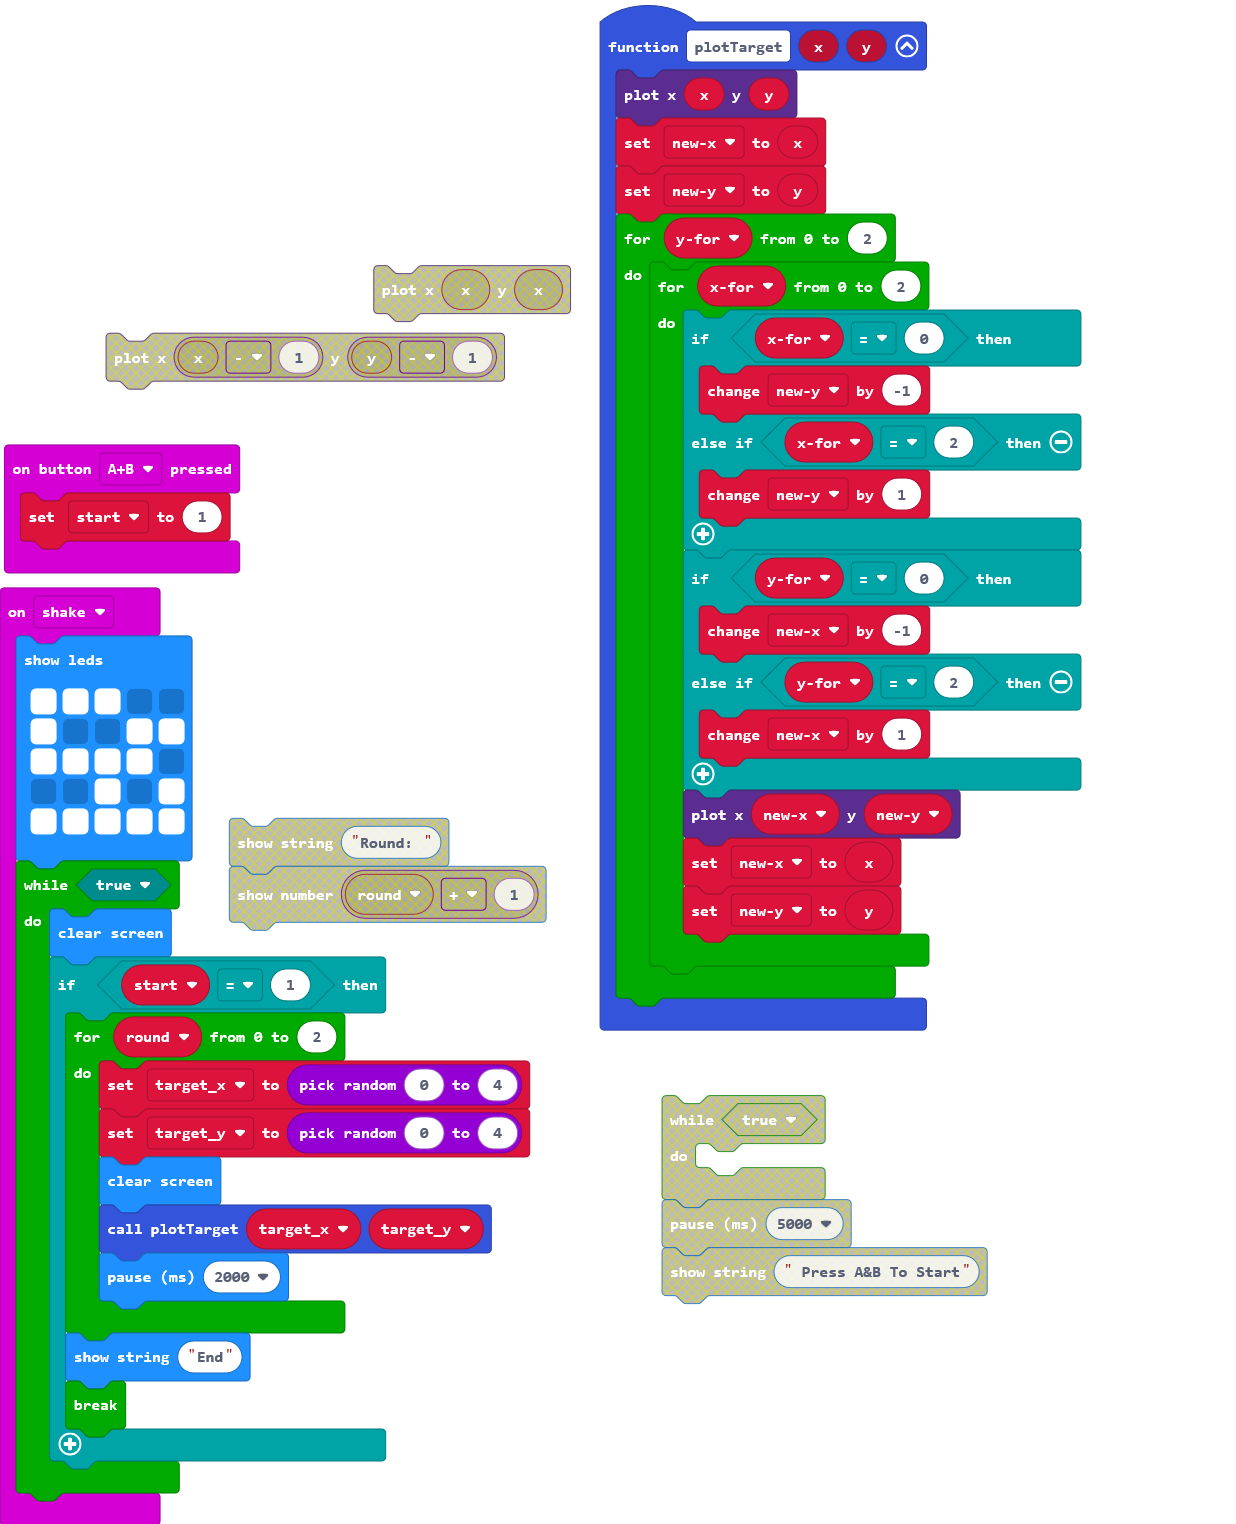 function plotTarget x y
plot x x y y
set new-x to x
set new-y to y
for y-for from 0 to 2
do
for x-for from 0 to 2
do
if x-for = 0 then
change new-y by -1
else if x-for = 2 then
change new-y by 1
if y-for = 0 then
change new-x by -1
else if y-for = 2 then
change new-x by 1
plot x new-x y new-y
set new-x to x
set new-y to y
plot x x y x
plot x x - 1 y y - 1
on button A+B pressed
set start to 1
on shake
show leds
while true
do
clear screen
if start = 1 then
for round from 0 to 2
do
set target_x to pick random 0 to 4
set target_y to pick random 0 to 4
clear screen
call plotTarget target_x target_y
pause (ms) 2000
show string "End"
break
show string "Round: "
show number round + 1
while true
do
pause (ms) 5000
show string " Press A&B To Start"